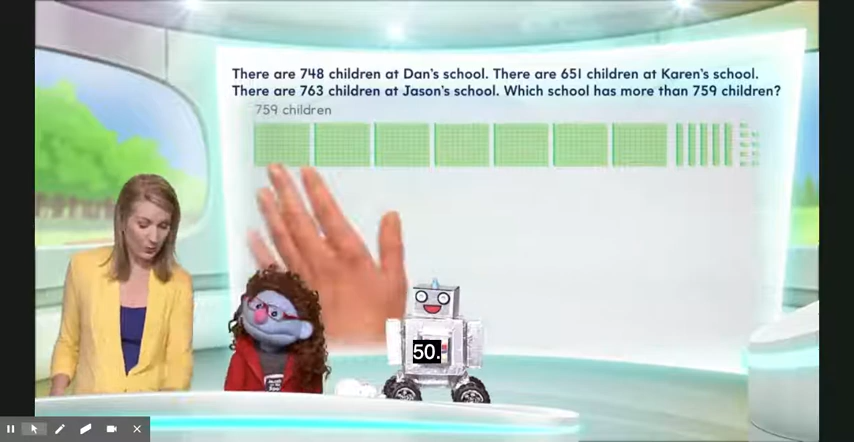 There are 748 children at Dan's school. There are 651 children at Karen's school.
There are 763 children at Jason's school. Which school has more than 759 children?
759 children
50.